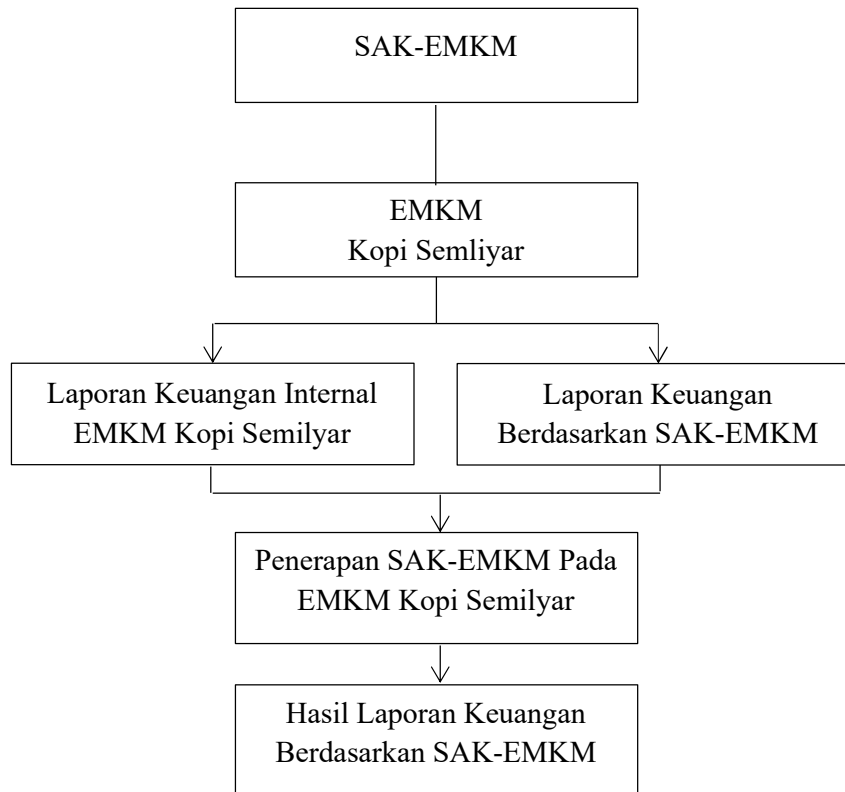 SAK-EMKM
EMKM
Kopi Semliyar
Laporan Keuangan Internal
EMKM Kopi Semilyar
Laporan Keuangan
Berdasarkan SAK-EMKM
Penerapan SAK-EMKM Pada
EMKM Kopi Semilyar
Hasil Laporan Keuangan
Berdasarkan SAK-EMKM